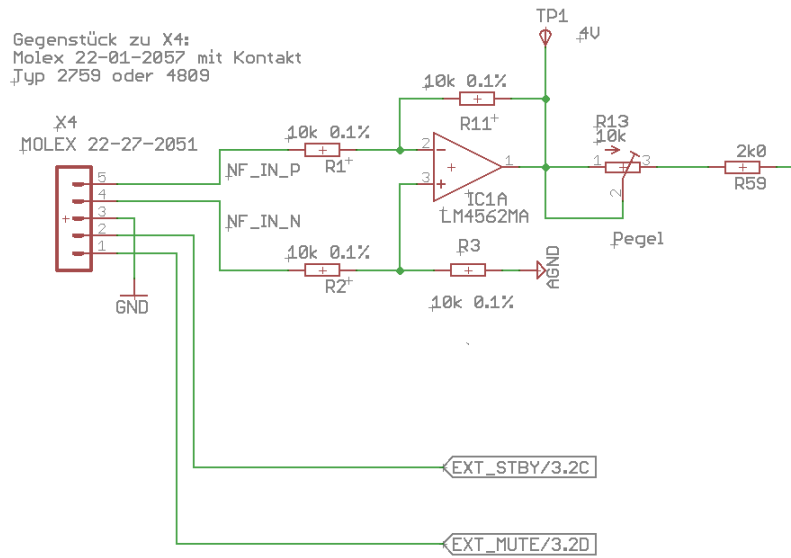 TP1
4V
Gegenstück zu X4:
Molex 22-01-2057 mit Kontakt
Typ 2759 oder 4809
10k 0.1%
R11
X4
MOLEX 22-27-2051
10k 0.1%
R1
NF_IN_P
2
3
1
IC1A
LM4562MA
R13
10k
1
3
2
Pegel
2k0
R59
5
4
3
2
1
NF_IN_N
10k 0.1%
R2
R3
10k 0.1%
AGND
GND
EXT_STBY/3.2C
EXT_MUTE/3.2D